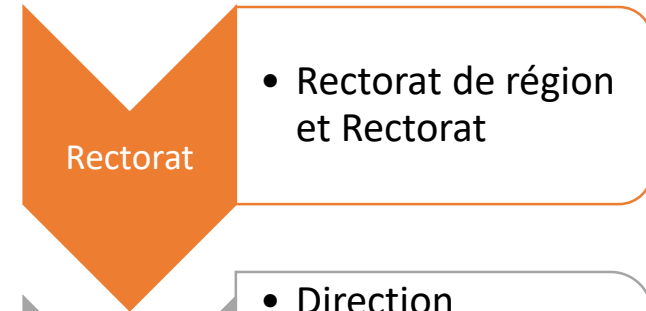 Rectorat
• Rectorat de région
et Rectorat
• Direction